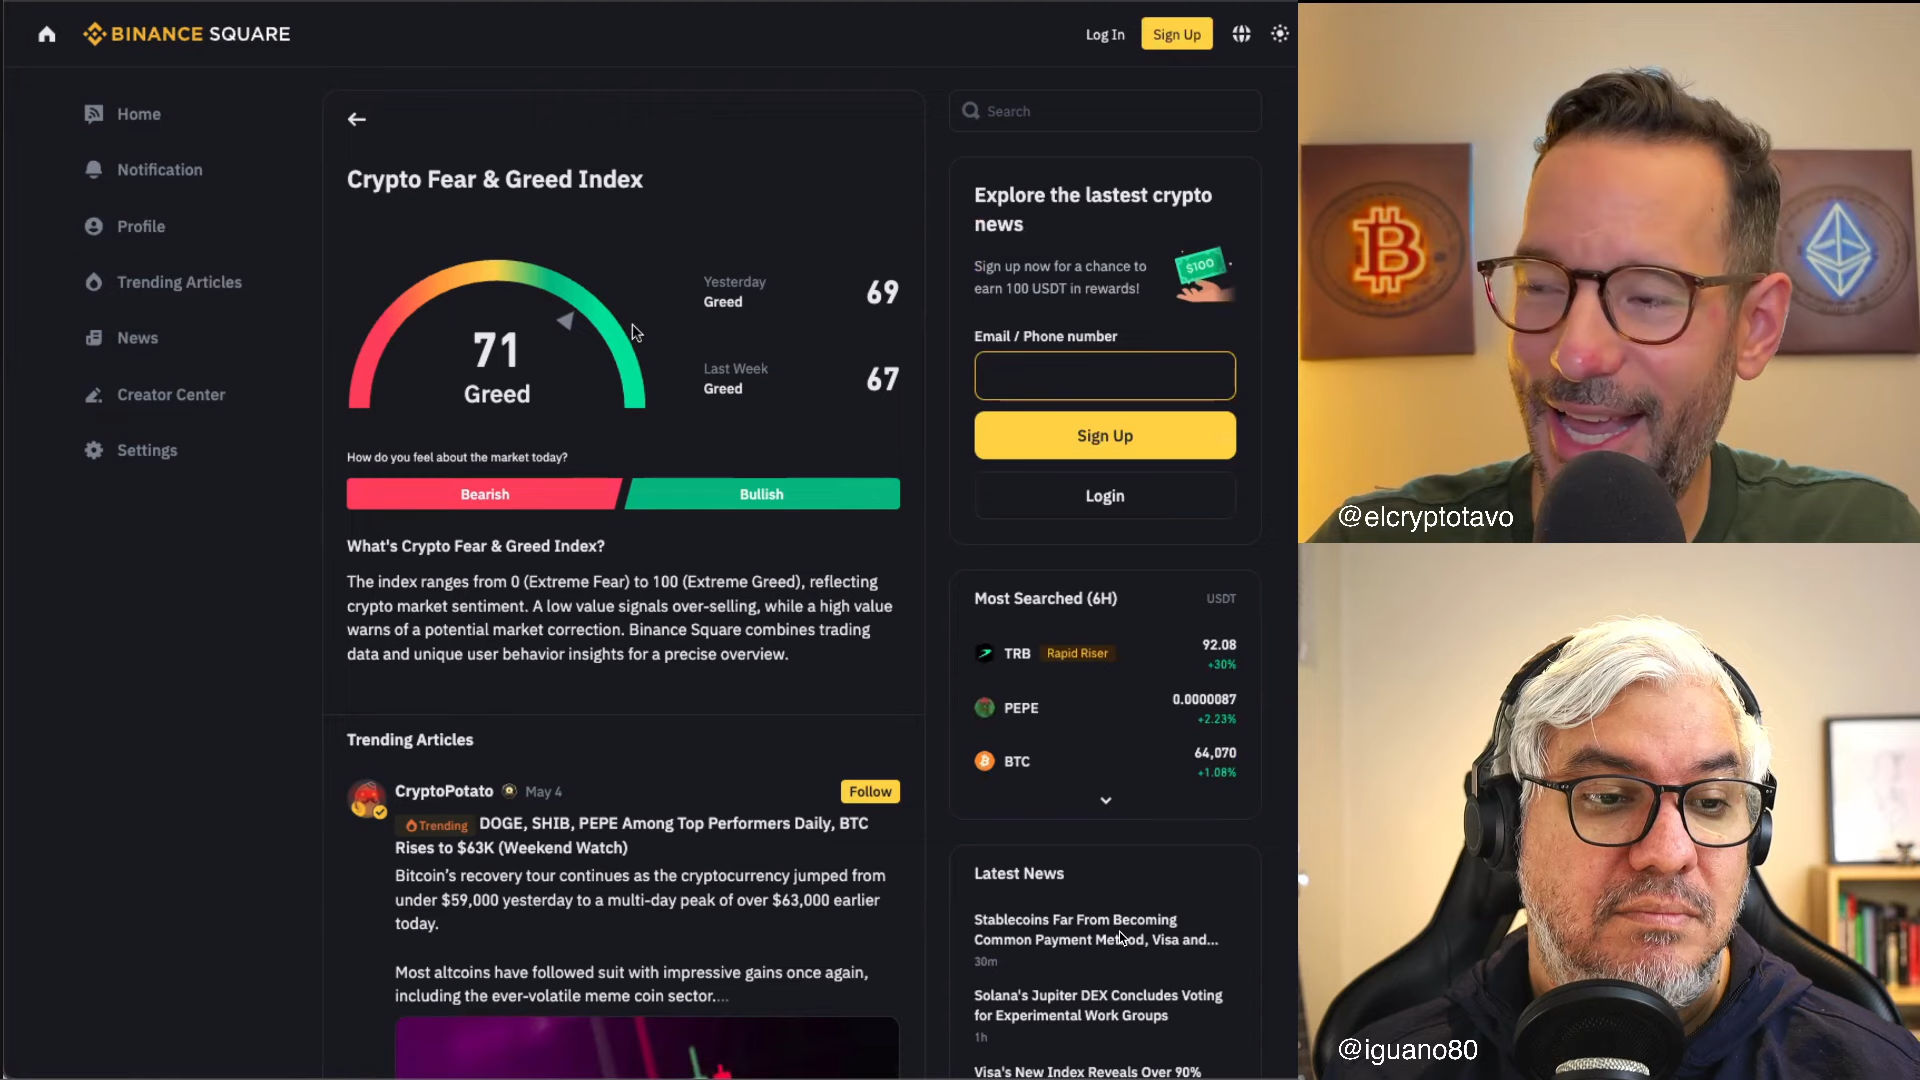 BINANCE SQUARE
Log In
Sign Up
Home
Notification
Profile
Trending Articles
News
Creator Center
Settings
Crypto Fear & Greed Index
71
Greed
Yesterday
Greed
69
Last Week
Greed
67
How do you feel about the market today?
Bearish
Bullish
What's Crypto Fear & Greed Index?
The index ranges from 0 (Extreme Fear) to 100 (Extreme Greed), reflecting
crypto market sentiment. A low value signals over-selling, while a high value
warns of a potential market correction. Binance Square combines trading
data and unique user behavior insights for a precise overview.
Trending Articles
CryptoPotato
May 4
Follow
Trending DOGE, SHIB, PEPE Among Top Performers Daily, BTC
Rises to $63K (Weekend Watch)
Bitcoin's recovery tour continues as the cryptocurrency jumped from
under $59,000 yesterday to a multi-day peak of over $63,000 earlier
today.
Most altcoins have followed suit with impressive gains once again,
including the ever-volatile meme coin sector....
Search
Explore the lastest crypto
news
Sign up now for a chance to
earn 100 USDT in rewards!
$100
Email / Phone number
Sign Up
Login
Most Searched (6H)
USDT
TRB
Rapid Riser
92.08
+30%
PEPE
0.0000087
+2.23%
BTC
64,070
+1.08%
Latest News
Stablecoins Far From Becoming
Common Payment Method, Visa and...
30m
Solana's Jupiter DEX Concludes Voting
for Experimental Work Groups
1h
Visa's New Index Reveals Over 90%
@elcryptotavo
@iguano80